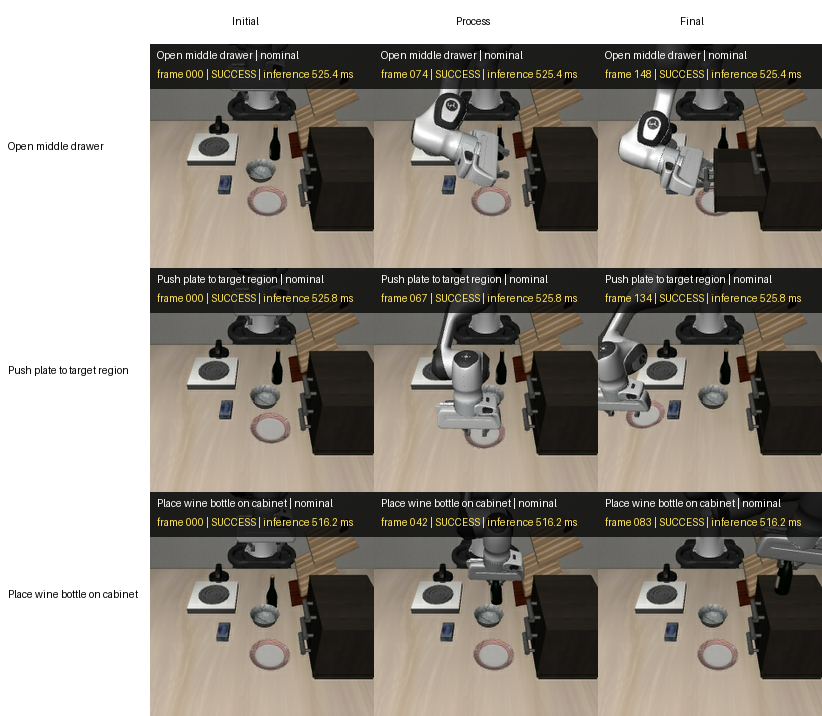 Initial
Process
Final
Open middle drawer
Open middle drawer | nominal
frame 000 | SUCCESS | inference 525.4 ms
Open middle drawer | nominal
frame 074 | SUCCESS | inference 525.4 ms
Open middle drawer | nominal
frame 148 | SUCCESS | inference 525.4 ms
Push plate to target region
Push plate to target region | nominal
frame 000 | SUCCESS | inference 525.8 ms
Push plate to target region | nominal
frame 067 | SUCCESS | inference 525.8 ms
Push plate to target region | nominal
frame 134 | SUCCESS | inference 525.8 ms
Place wine bottle on cabinet
Place wine bottle on cabinet | nominal
frame 000 | SUCCESS | inference 516.2 ms
Place wine bottle on cabinet | nominal
frame 042 | SUCCESS | inference 516.2 ms
Place wine bottle on cabinet | nominal
frame 083 | SUCCESS | inference 516.2 ms